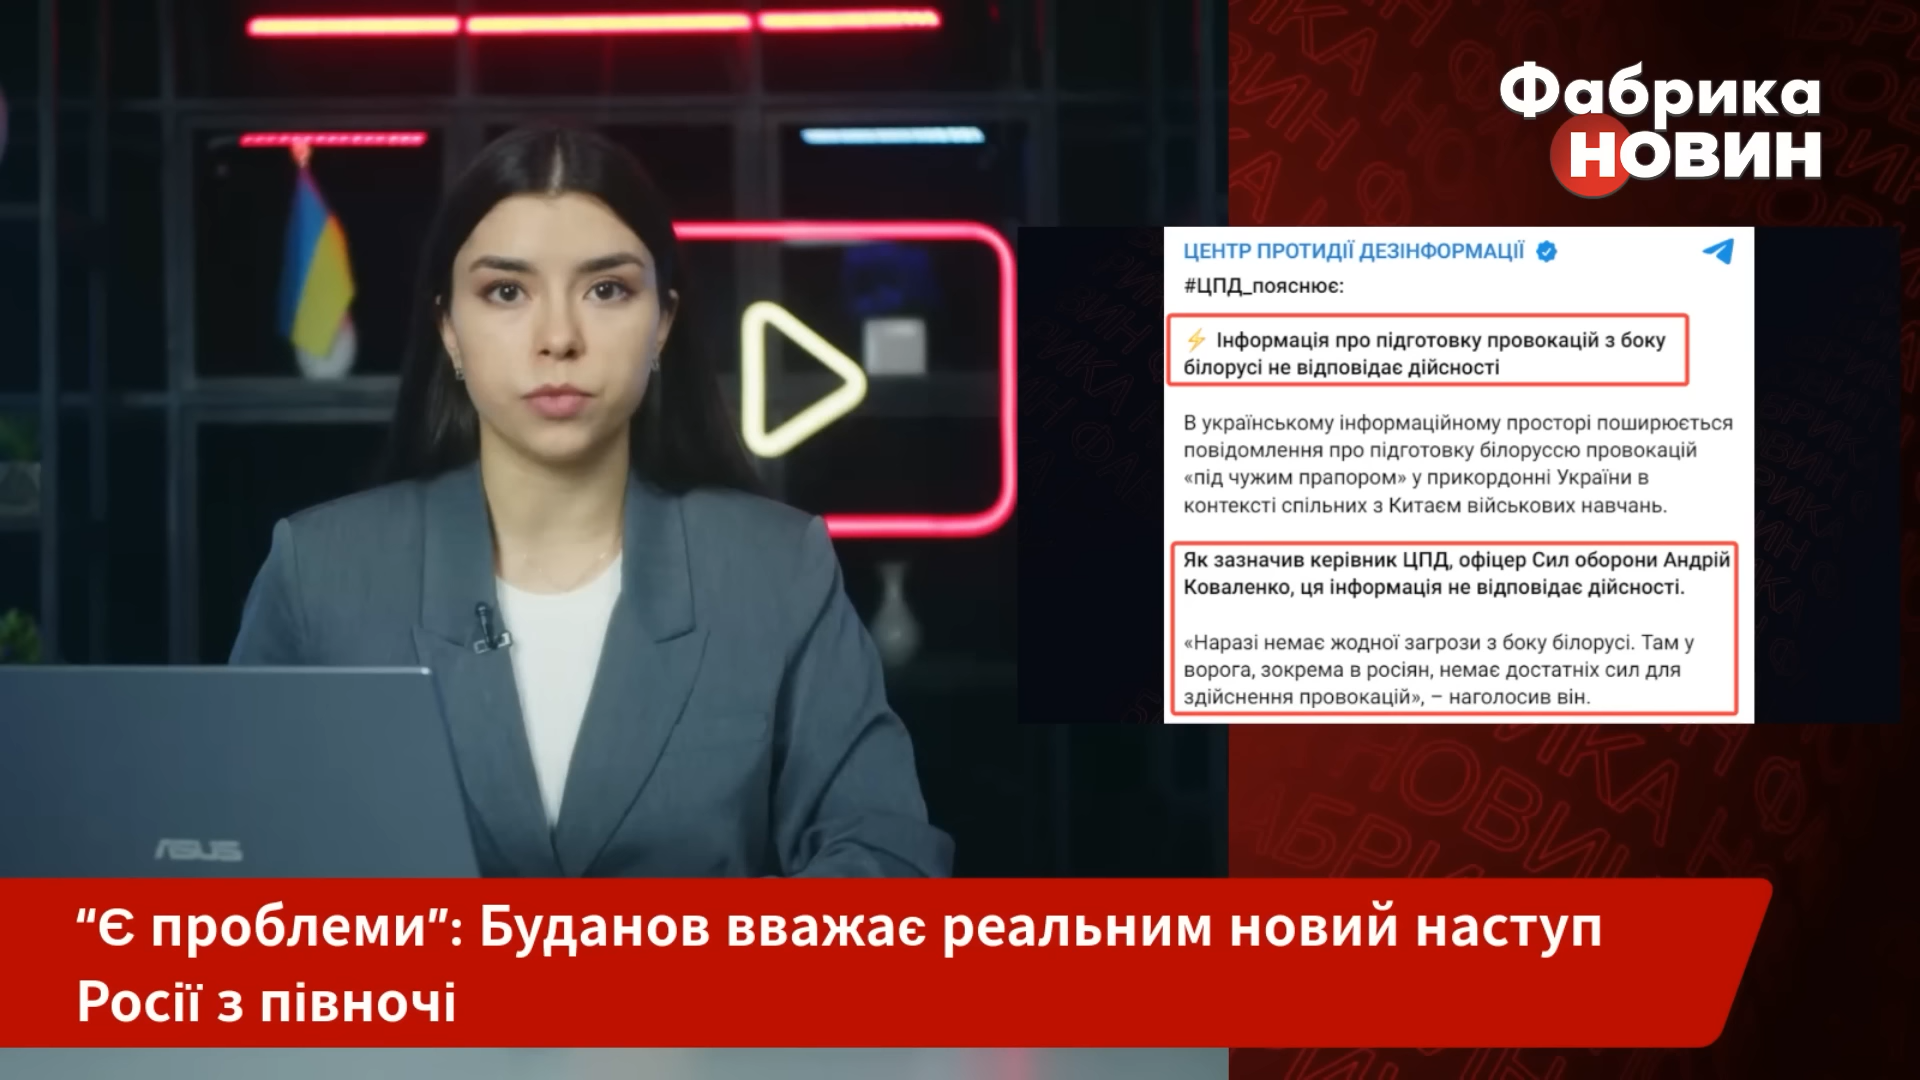 Фабрика
НОВИН
ЦЕНТР ПРОТИДІЇ ДЕЗІНФОРМАЦІЇ
#ЦПД_пояснює:
⚡ Інформація про підготовку провокацій з боку
білорусі не відповідає дійсності
В українському інформаційному просторі поширюється
повідомлення про підготовку білоруссю провокацій
«під чужим прапором» у прикордонні України в
контексті спільних з Китаєм військових навчань.
Як зазначив керівник ЦПД, офіцер Сил оборони Андрій
Коваленко, ця інформація не відповідає дійсності.
«Наразі немає жодної загрози з боку білорусі. Там у
ворога, зокрема в росіян, немає достатніх сил для
здійснення провокацій», – наголосив він.
ASUS
“Є проблеми”: Буданов вважає реальним новий наступ
Росії з півночі